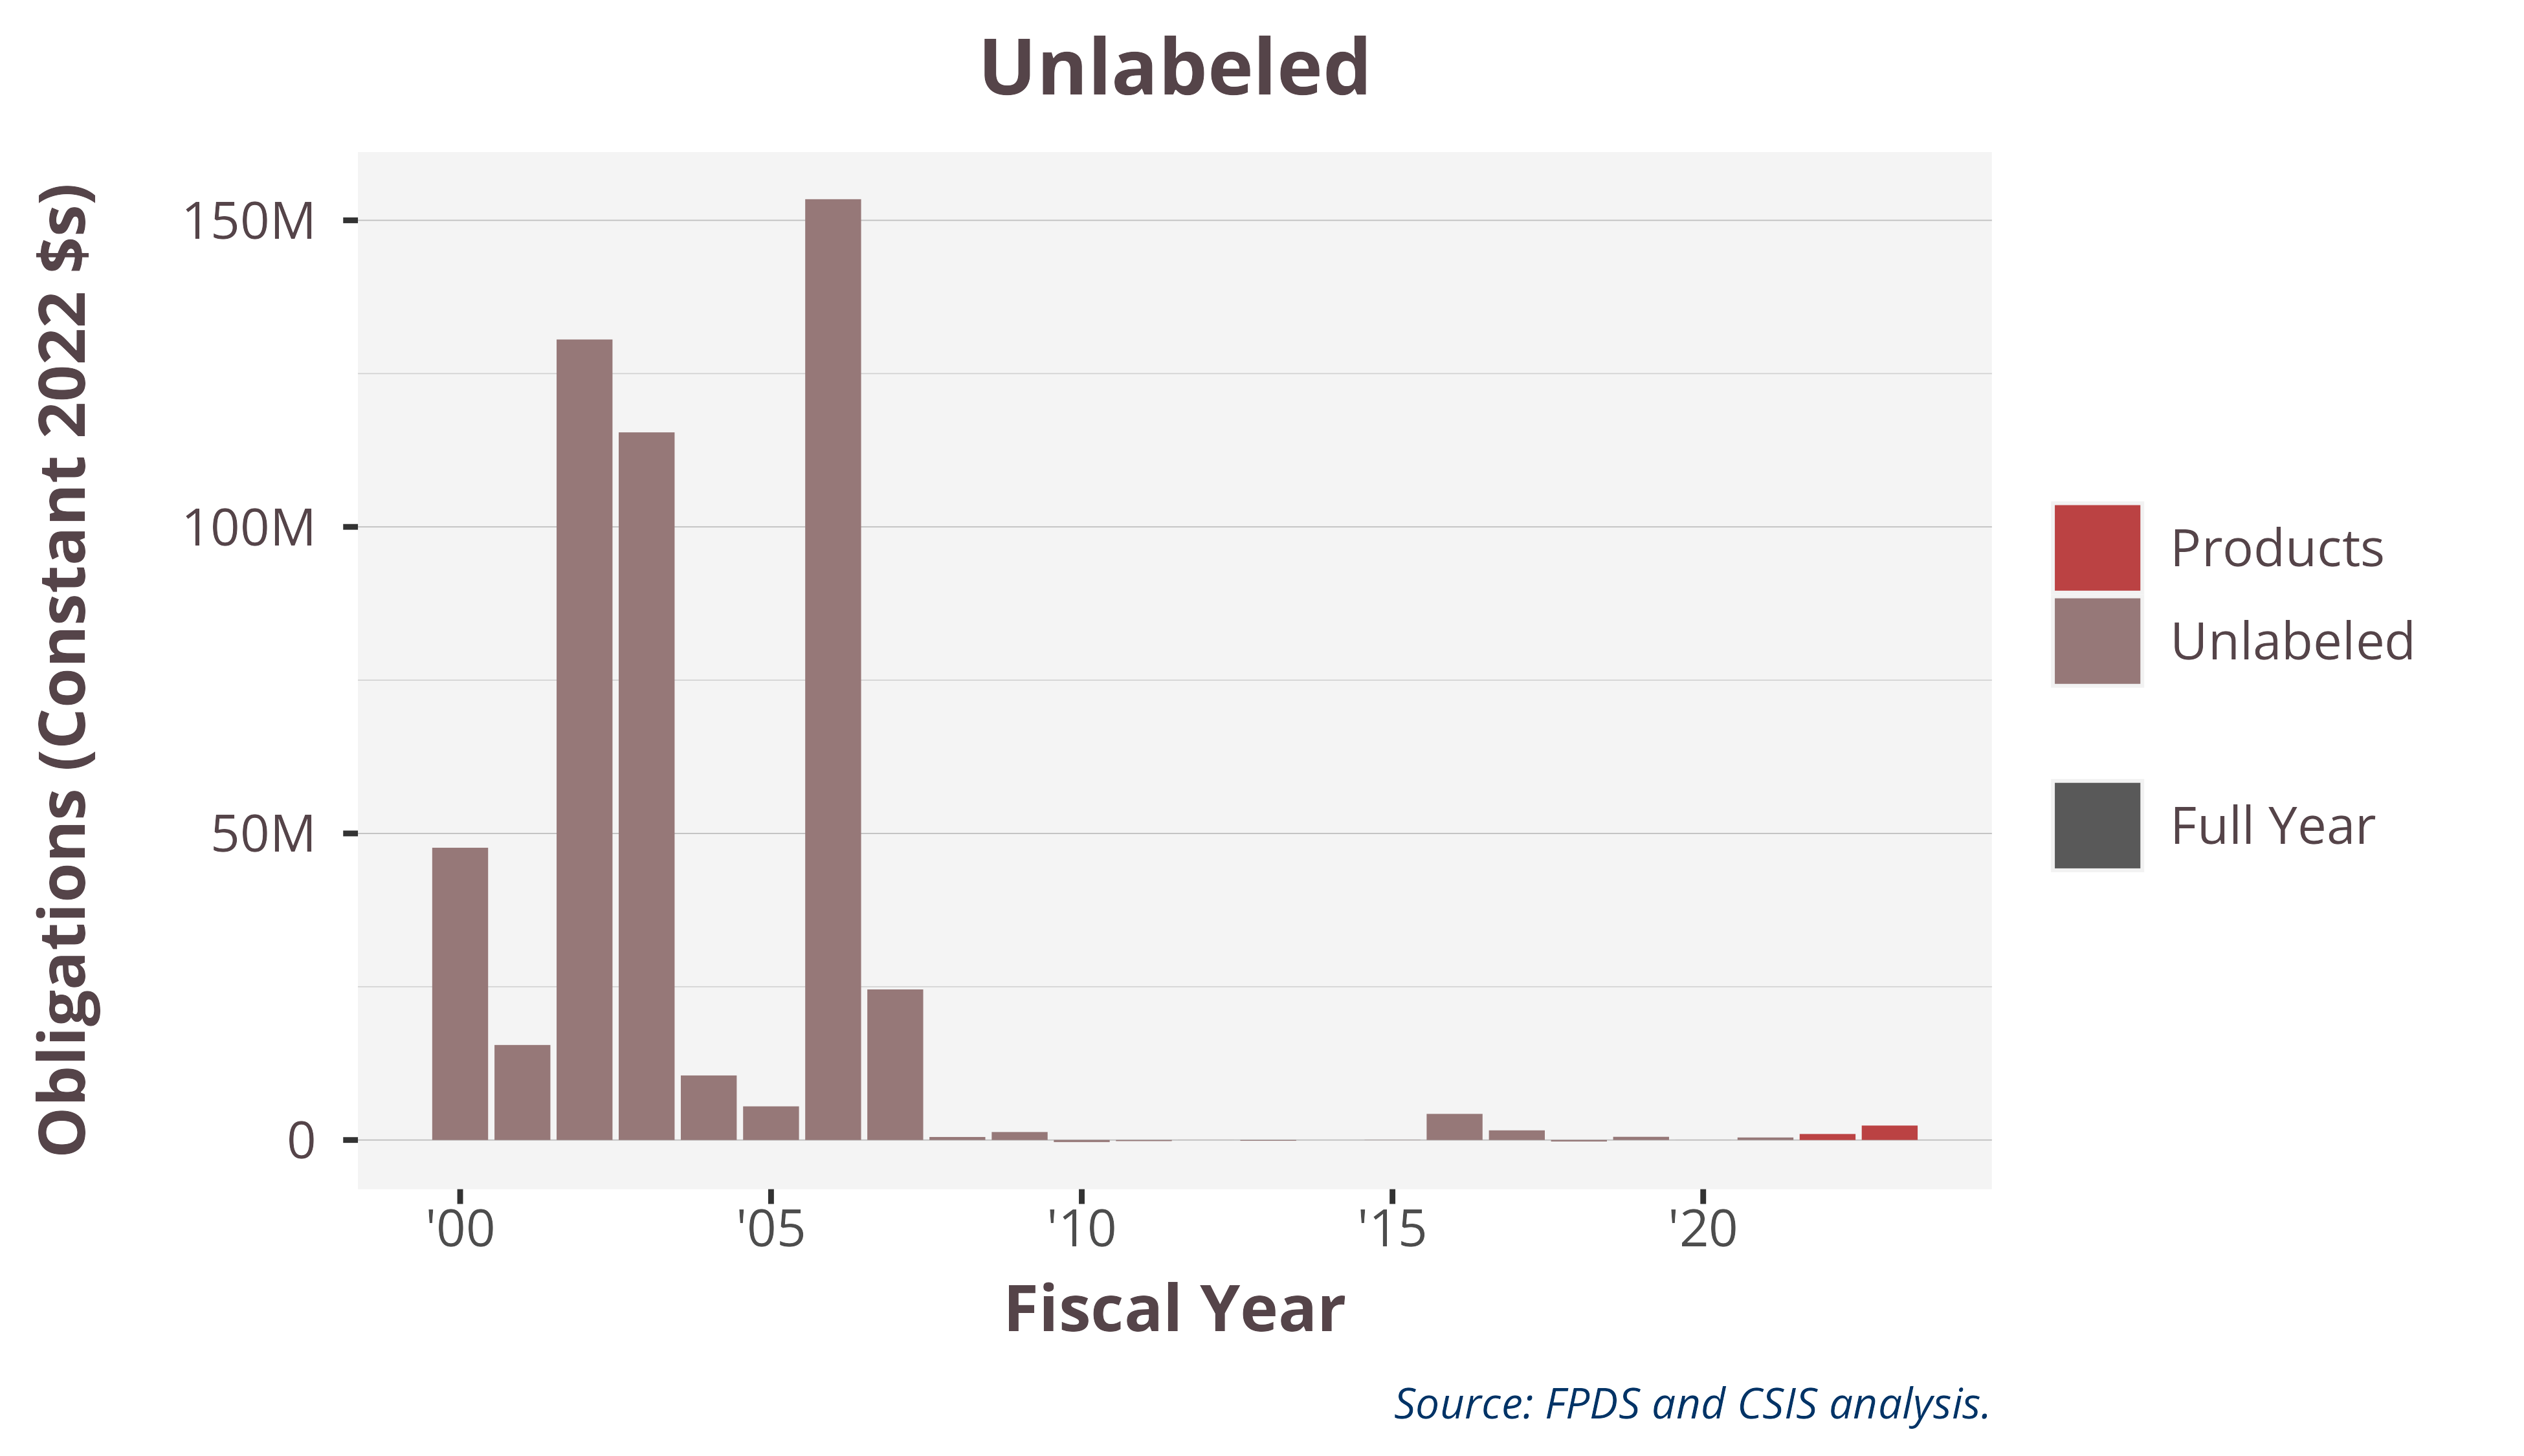 Unlabeled
Obligations (Constant 2022 $s)
150M
100M
50M
0
'00
'05
'10
'15
'20
Fiscal Year
Products
Unlabeled
Full Year
Source: FPDS and CSIS analysis.